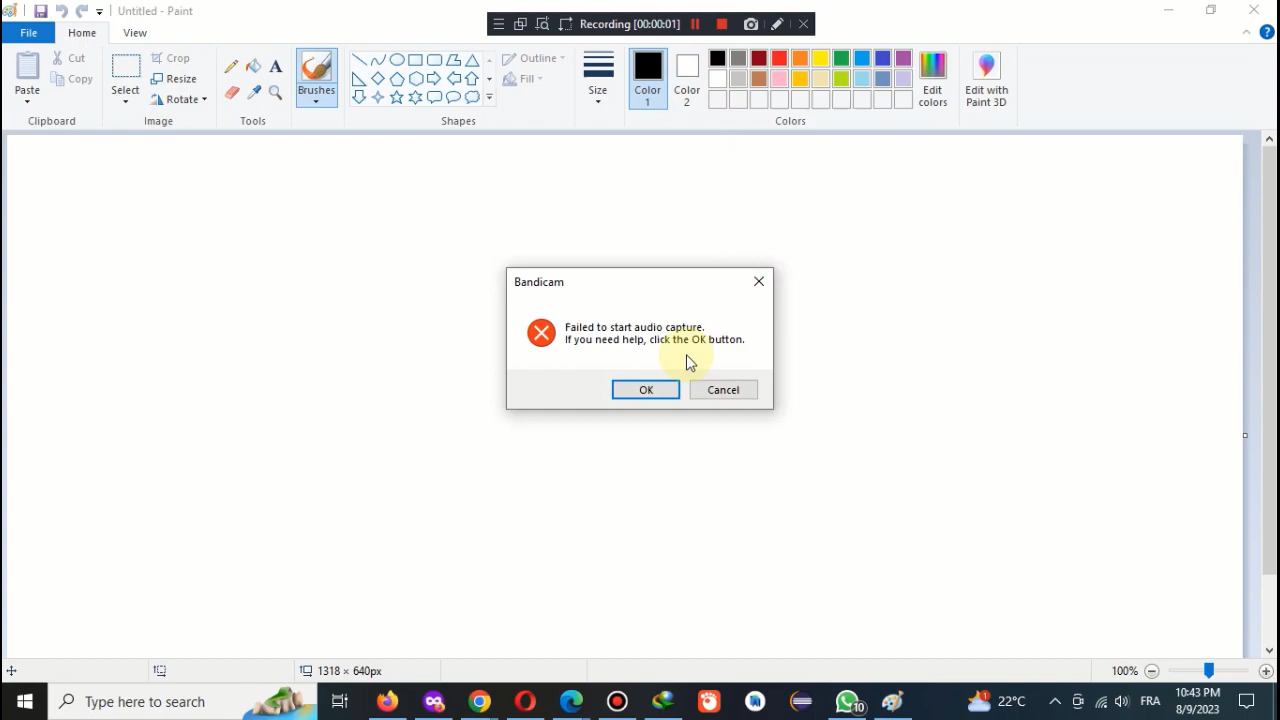 Untitled - Paint
Recording [00:00:01]
File
Home
View
Paste
Cut
Copy
Clipboard
Select
Crop
Resize
Rotate
Image
A
Tools
Brushes
Outline
Fill
Shapes
Size
Color
1
Color
2
Edit
colors
Colors
Edit with
Paint 3D
Bandicam
Failed to start audio capture.
If you need help, click the OK button.
OK
Cancel
1318 × 640px
100%
Type here to search
10
1
22°C
FRA
10:43 PM
8/9/2023